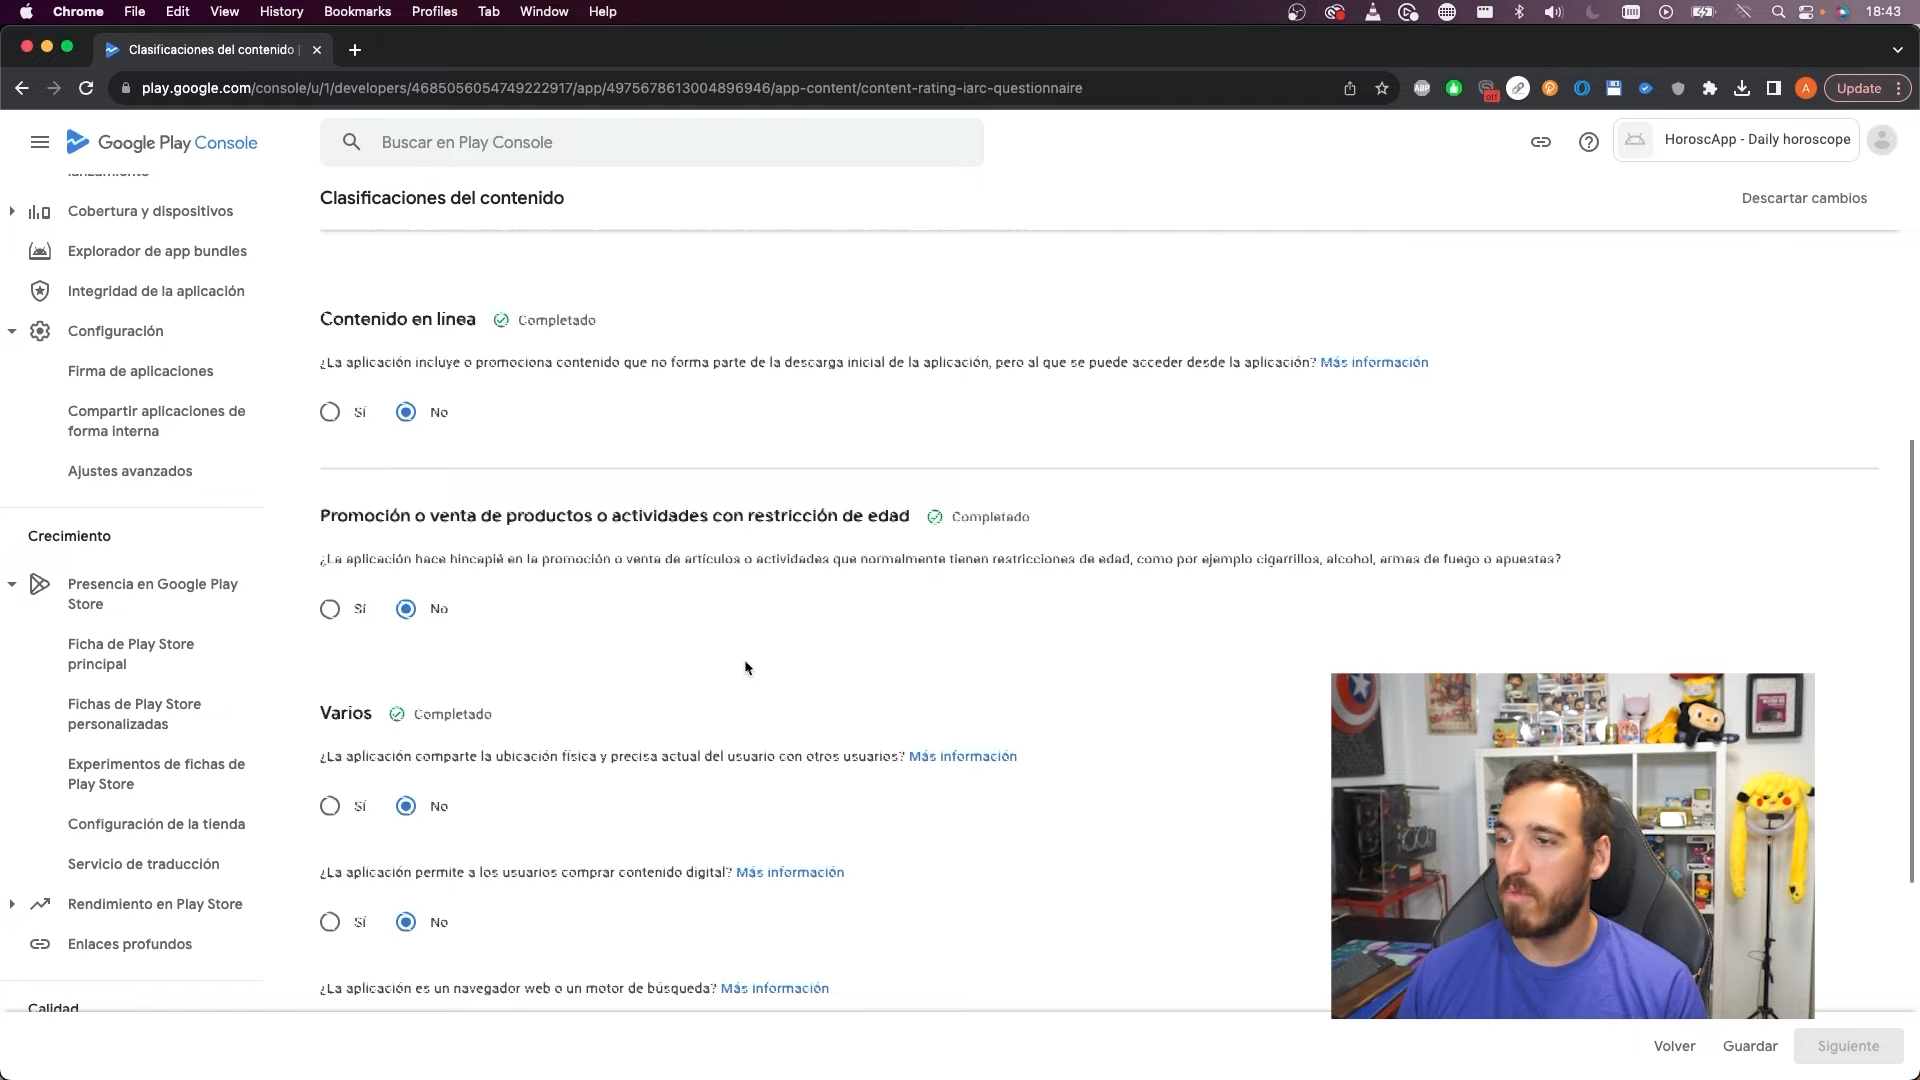 Chrome File Edit View History Bookmarks Profiles Tab Window Help 18:43
Clasificaciones del contenido |
play.google.com/console/u/1/developers/4685056054749222917/app/4975678613004896946/app-content/content-rating-iarc-questionnaire
ABP off A Update
Google Play Console
Buscar en Play Console
HoroscApp - Daily horoscope
lanzamiento
Cobertura y dispositivos
Explorador de app bundles
Integridad de la aplicación
Configuración
Firma de aplicaciones
Compartir aplicaciones de
forma interna
Ajustes avanzados
Crecimiento
Presencia en Google Play
Store
Ficha de Play Store
principal
Fichas de Play Store
personalizadas
Experimentos de fichas de
Play Store
Configuración de la tienda
Servicio de traducción
Rendimiento en Play Store
Enlaces profundos
Calidad
Clasificaciones del contenido
Descartar cambios
Contenido en línea Completado
¿La aplicación incluye o promociona contenido que no forma parte de la descarga inicial de la aplicación, pero al que se puede acceder desde la aplicación? Más información
Sí No
Promoción o venta de productos o actividades con restricción de edad Completado
¿La aplicación hace hincapié en la promoción o venta de artículos o actividades que normalmente tienen restricciones de edad, como por ejemplo cigarrillos, alcohol, armas de fuego o apuestas?
Sí No
Varios Completado
¿La aplicación comparte la ubicación física y precisa actual del usuario con otros usuarios? Más información
Sí No
¿La aplicación permite a los usuarios comprar contenido digital? Más información
Sí No
¿La aplicación es un navegador web o un motor de búsqueda? Más información
Volver Guardar Siguiente